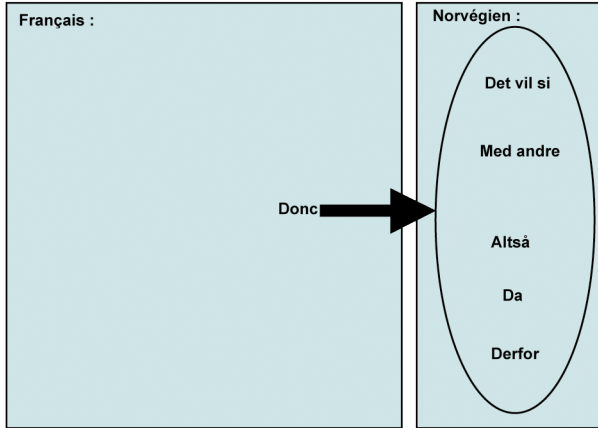 Français :
Donc
Norvégien :
Det vil si
Med andre
Altså
Da
Derfor